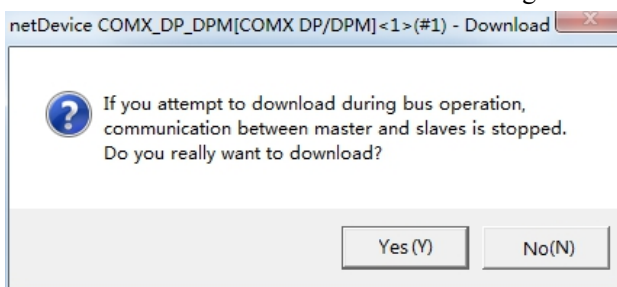 netDevice COMX_DP_DPM[COMX DP/DPM]<1>(#1) - Download
If you attempt to download during bus operation,
communication between master and slaves is stopped.
Do you really want to download?
Yes(Y) No(N)